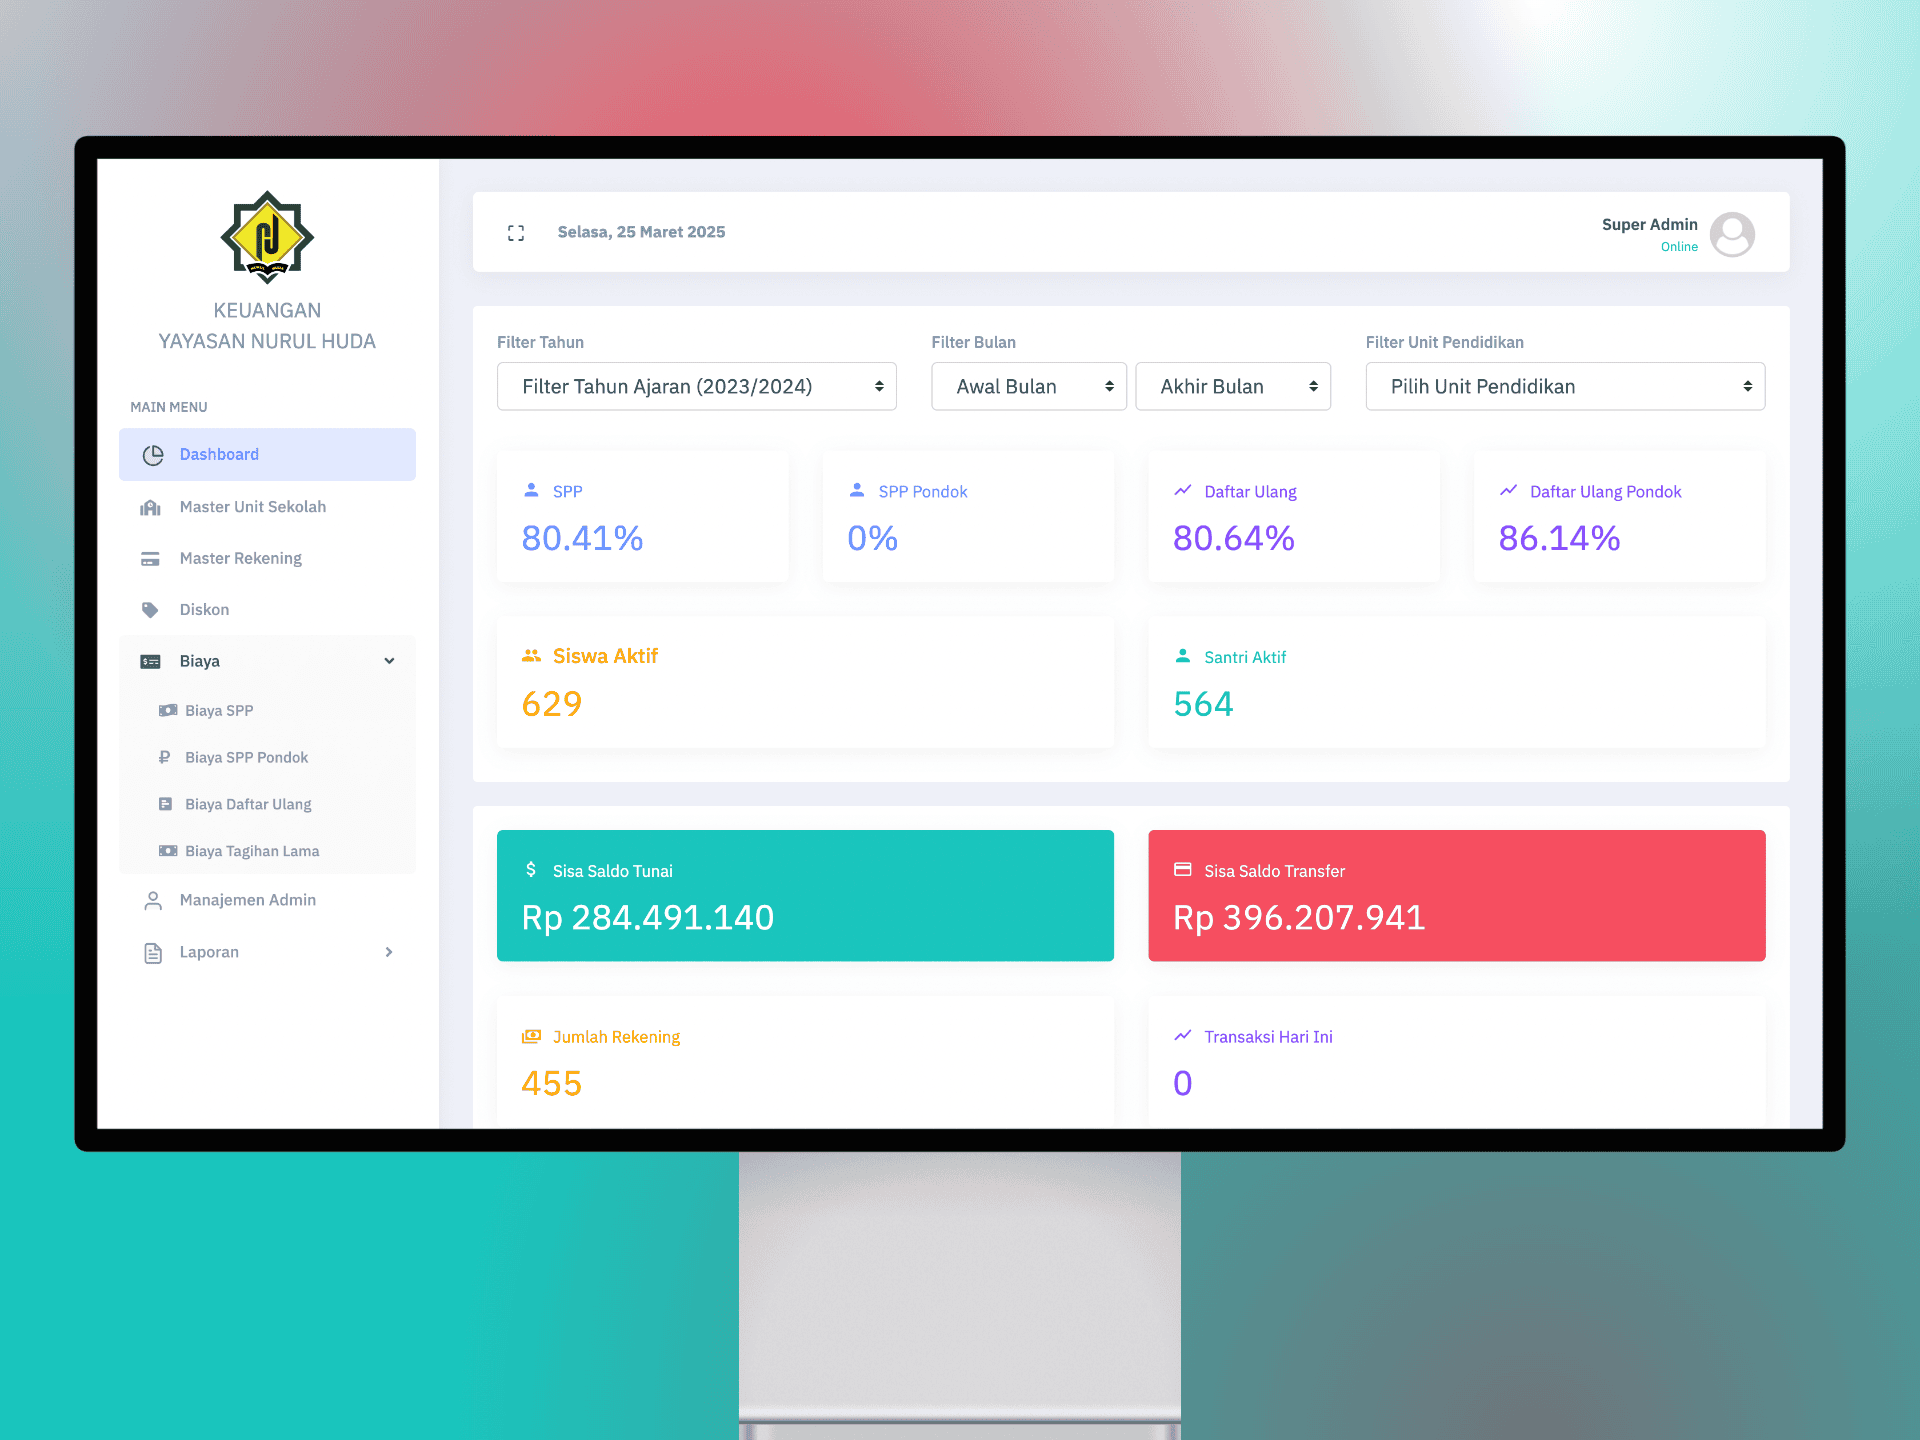 KEUANGAN
YAYASAN NURUL HUDA
MAIN MENU
Dashboard
Master Unit Sekolah
Master Rekening
Diskon
Biaya
Biaya SPP
Biaya SPP Pondok
Biaya Daftar Ulang
Biaya Tagihan Lama
Manajemen Admin
Laporan
Selasa, 25 Maret 2025
Super Admin
Online
Filter Tahun
Filter Bulan
Filter Unit Pendidikan
Filter Tahun Ajaran (2023/2024)
Awal Bulan
Akhir Bulan
Pilih Unit Pendidikan
SPP
80.41%
SPP Pondok
0%
Daftar Ulang
80.64%
Daftar Ulang Pondok
86.14%
Siswa Aktif
629
Santri Aktif
564
Sisa Saldo Tunai
Rp 284.491.140
Sisa Saldo Transfer
Rp 396.207.941
Jumlah Rekening
455
Transaksi Hari Ini
0